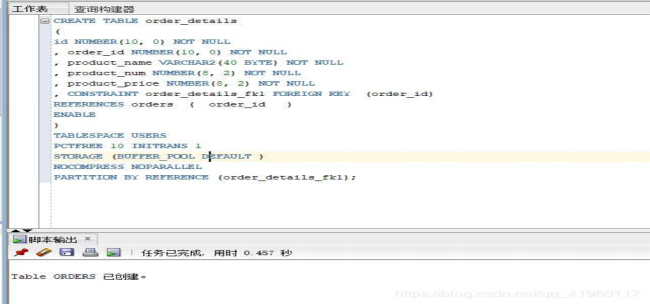 工作表 查询构建器
CREATE TABLE order_details
(
id NUMBER(10, 0) NOT NULL
, order_id NUMBER(10, 0) NOT NULL
, product_name VARCHAR2(40 BYTE) NOT NULL
, product_num NUMBER(8, 2) NOT NULL
, product_price NUMBER(8, 2) NOT NULL
, CONSTRAINT order_details_fk1 FOREIGN KEY (order_id)
REFERENCES orders ( order_id )
ENABLE
)
TABLESPACE USERS
PCTFREE 10 INITRANS 1
STORAGE (BUFFER_POOL DEFAULT )
NOCOMPRESS NOPARALLEL
PARTITION BY REFERENCE (order_details_fk1);
脚本输出 ×
任务已完成, 用时 0.457 秒
Table ORDERS 已创建。
https://blog.csdn.net/qq_41960117